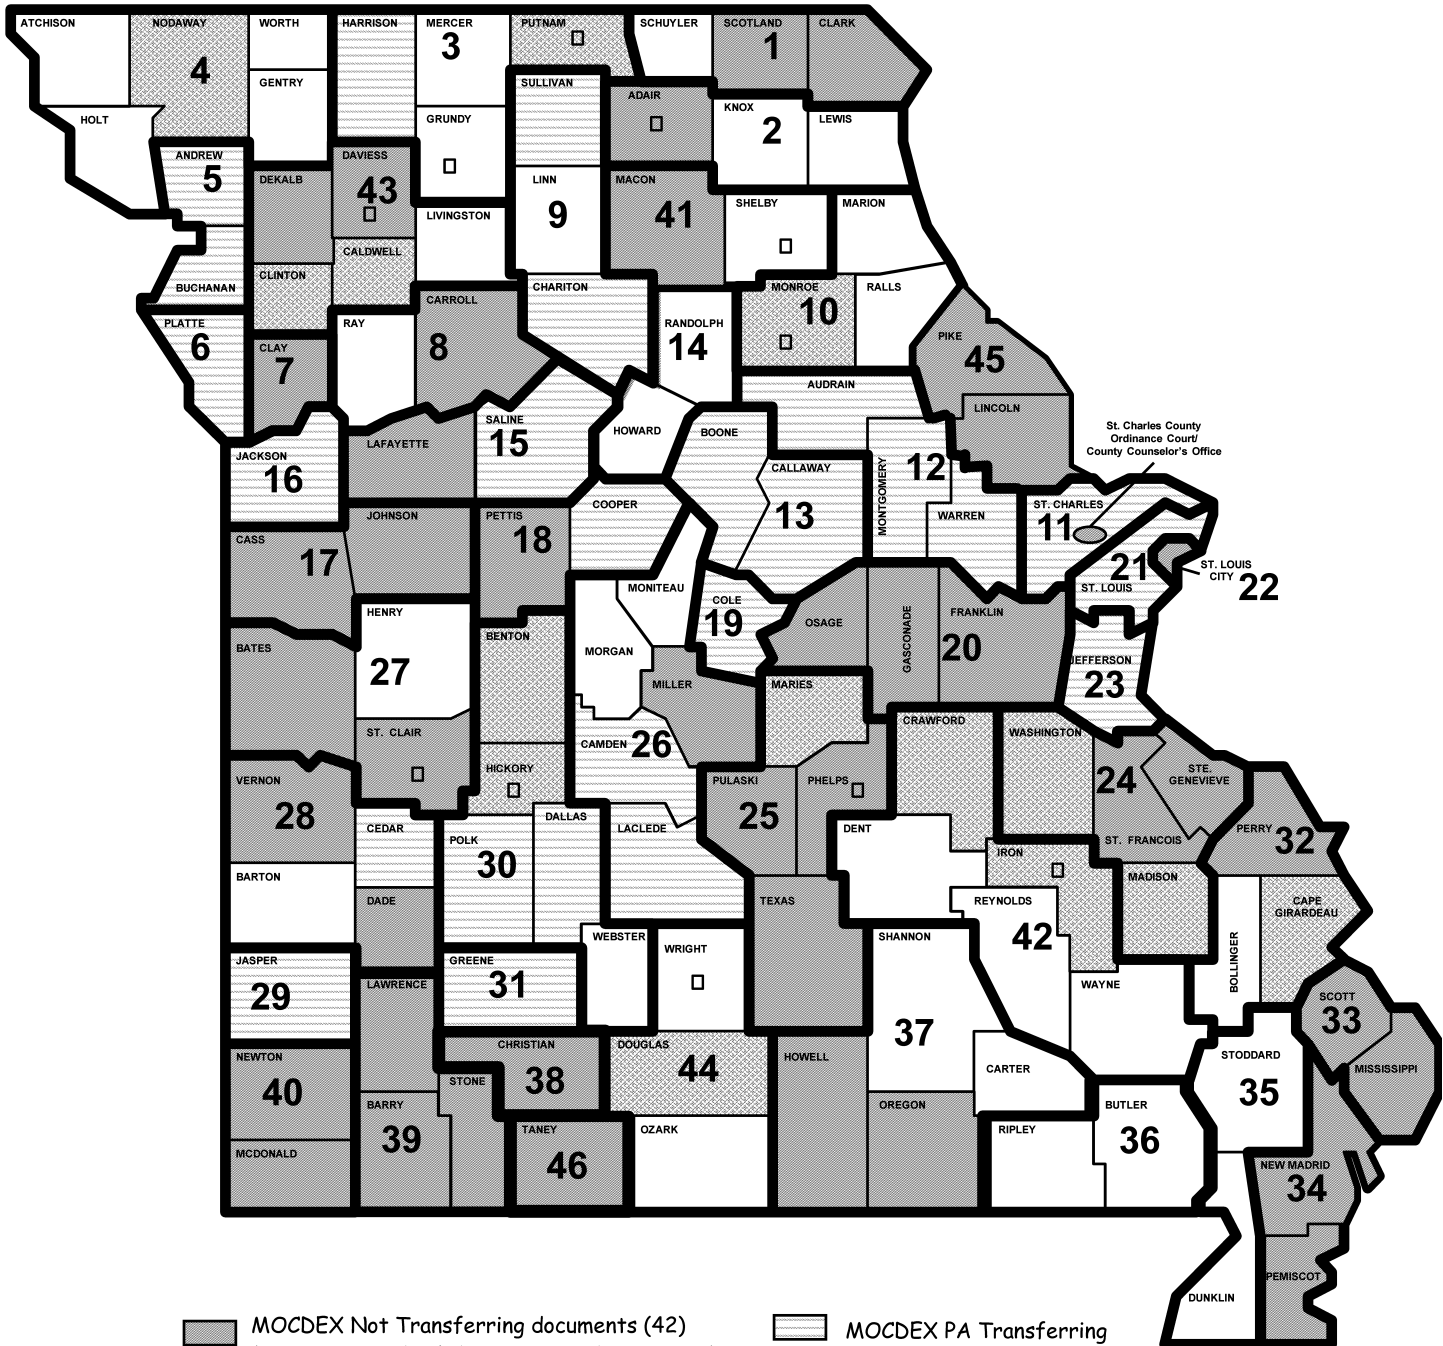 ATCHISON
NODAWAY
WORTH
HARRISON
MERCER
PUTNAM
SCHUYLER
SCOTLAND
CLARK
4
3
1
GENTRY
SULLIVAN
ADAIR
KNOX
LEWIS
HOLT
GRUNDY
2
ANDREW
5
DEKALB
DAVIESS
43
LINN
9
MACON
41
SHELBY
MARION
LIVINGSTON
CALDWELL
CLINTON
BUCHANAN
CHARITON
MONROE
10
RALLS
CARROLL
8
PLATTE
6
RAY
RANDOLPH
14
CLAY
7
PIKE
45
AUDRAIN
LINCOLN
SALINE
15
HOWARD
BOONE
LAFAYETTE
St. Charles County
Ordinance Court/
County Counselor's Office
JACKSON
16
CALLAWAY
13
MONTGOMERY
12
WARREN
ST. CHARLES
11
COOPER
JOHNSON
PETTIS
18
CASS
17
21
ST. LOUIS
ST. LOUIS
CITY
22
MONITEAU
COLE
19
OSAGE
GASCONADE
FRANKLIN
20
HENRY
27
BENTON
MORGAN
BATES
MILLER
MARIES
JEFFERSON
23
ST. CLAIR
CAMDEN
26
CRAWFORD
WASHINGTON
24
STE.
GENEVIEVE
HICKORY
VERNON
28
PULASKI
25
PHELPS
CEDAR
POLK
30
DALLAS
LACLEDE
DENT
IRON
ST. FRANCOIS
PERRY
32
BARTON
DADE
TEXAS
REYNOLDS
MADISON
CAPE
GIRARDEAU
WEBSTER
WRIGHT
SHANNON
42
BOLLINGER
JASPER
29
GREENE
31
LAWRENCE
WAYNE
SCOTT
33
37
NEWTON
40
CHRISTIAN
38
DOUGLAS
44
HOWELL
CARTER
STODDARD
35
MISSISSIPPI
STONE
BARRY
39
OREGON
BUTLER
36
TANEY
46
OZARK
RIPLEY
MCDONALD
NEW MADRID
34
PEMISCOT
DUNKLIN
MOCDEX Not Transferring documents (42)
MOCDEX PA Transferring